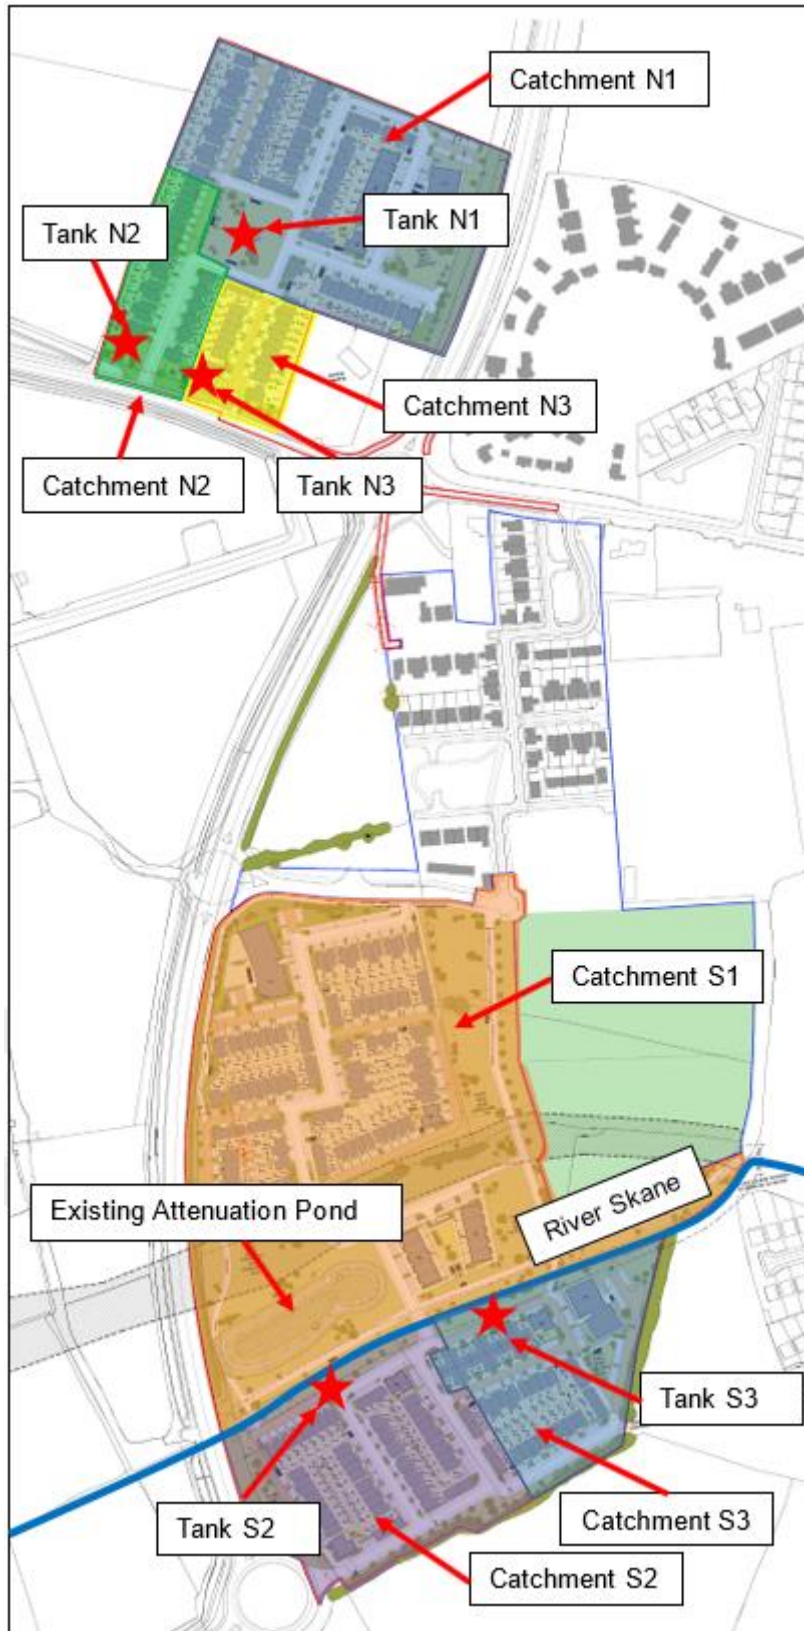 Catchment N1
Tank N2
Tank N1
Catchment N3
Catchment N2
Tank N3
Catchment S1
River Skane
Existing Attenuation Pond
Tank S3
Tank S2
Catchment S3
Catchment S2